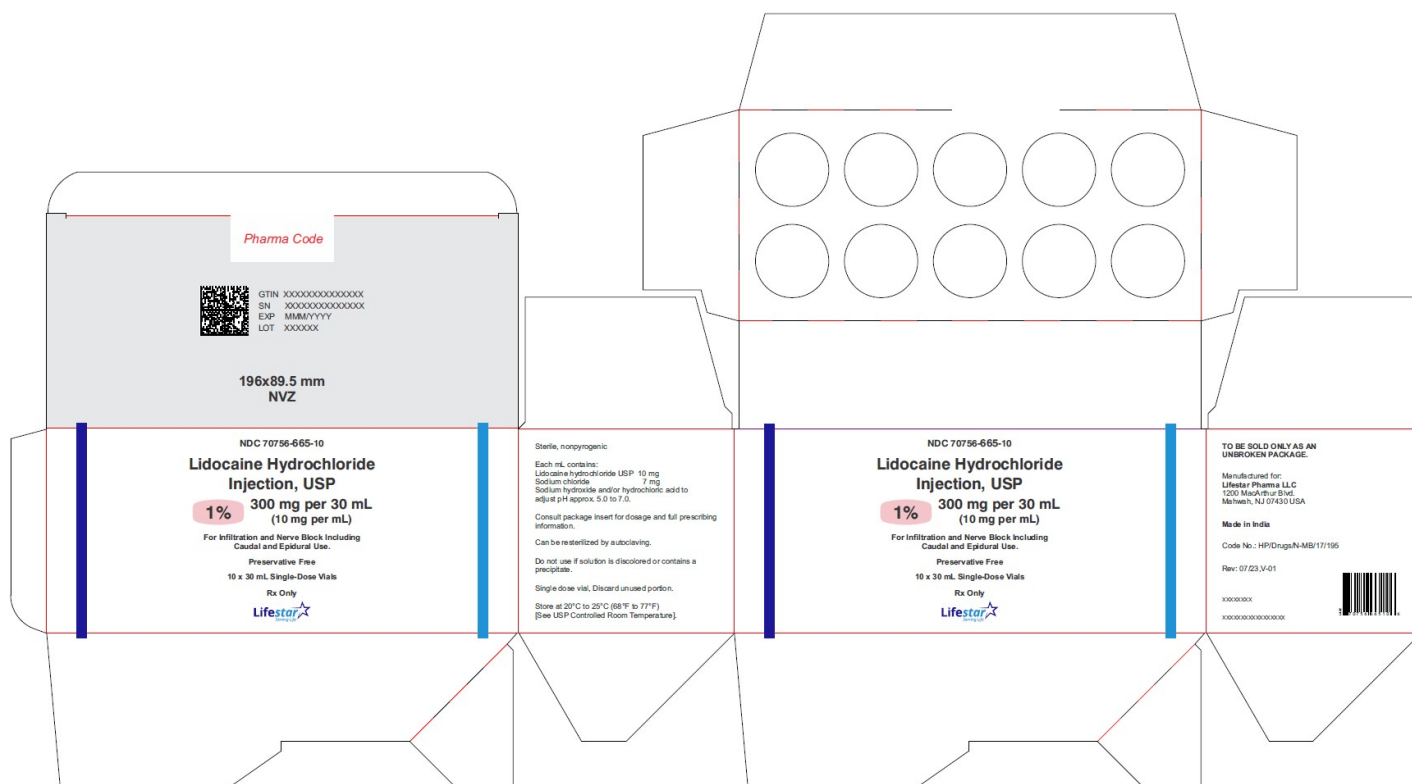 Pharma Code
GTIN XXXXXXXXXXXXXX
SN XXXXXXXXXXXXXX
EXP MMM/YYYY
LOT XXXXXX
196x89.5 mm
NVZ
NDC 70756-665-10
Lidocaine Hydrochloride
Injection, USP
1% 300 mg per 30 mL
(10 mg per mL)
For Infiltration and Nerve Block Including
Caudal and Epidural Use.
Preservative Free
10 x 30 mL Single-Dose Vials
Rx Only
Lifestar
Serving Life
Sterile, nonpyrogenic
Each mL contains:
Lidocaine hydrochloride USP 10 mg
Sodium chloride 7 mg
Sodium hydroxide and/or hydrochloric acid to
adjust pH approx. 5.0 to 7.0.
Consult package insert for dosage and full prescribing
information.
Can be resterilized by autoclaving.
Do not use if solution is discolored or contains a
precipitate.
Single dose vial, Discard unused portion.
Store at 20°C to 25°C (68°F to 77°F)
[See USP Controlled Room Temperature].
NDC 70756-665-10
Lidocaine Hydrochloride
Injection, USP
1% 300 mg per 30 mL
(10 mg per mL)
For Infiltration and Nerve Block Including
Caudal and Epidural Use.
Preservative Free
10 x 30 mL Single-Dose Vials
Rx Only
Lifestar
Serving Life
TO BE SOLD ONLY AS AN
UNBROKEN PACKAGE.
Manufactured for:
Lifestar Pharma LLC
1200 MacArthur Blvd.
Mahwah, NJ 07430 USA
Made in India
Code No.: HP/Drugs/N-MB/17/195
Rev: 07/23,V-01
XXXXXXXX
XXXXXXXXXXXXXXXX